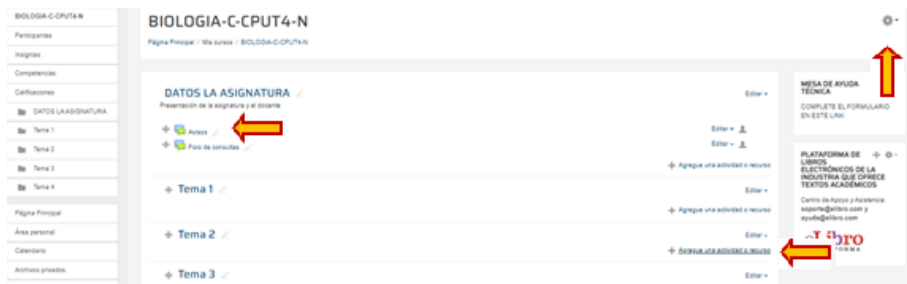 BIOLOGIA-C-CPUT4-N
Participantes
Insignias
Competencias
Calificaciones
DATOS LA ASIGNATURA
Tema 1
Tema 2
Tema 3
Tema 4
Página Principal
Área personal
Calendario
Archivos privados
BIOLOGIA-C-CPUT4-N
Página Principal / Mis cursos / BIOLOGIA-C-CPUT4-N
DATOS LA ASIGNATURA
Editar
Presentación de la asignatura y el docente
Avisos
Editar
Foro de consultas
Editar
Agregue una actividad o recurso
Tema 1
Editar
Agregue una actividad o recurso
Tema 2
Editar
Agregue una actividad o recurso
Tema 3
Editar
MESA DE AYUDA
TÉCNICA
COMPLETE EL FORMULARIO
EN ESTE LINK
PLATAFORMA DE
LIBROS
ELECTRÓNICOS DE LA
INDUSTRIA QUE OFRECE
TEXTOS ACADÉMICOS
Centro de Apoyo y Asistencia:
soporte@elibro.com y
ayuda@elibro.com
eLibro